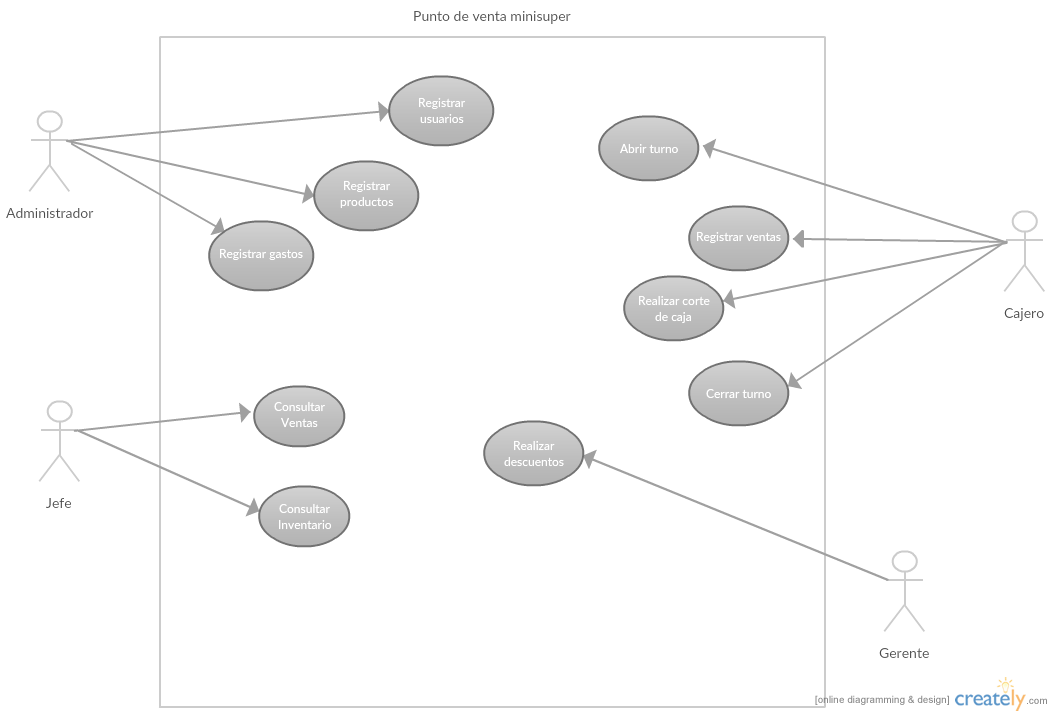 Punto de venta minisuper
Registrar
usuarios
Registrar
productos
Registrar gastos
Administrador
Abrir turno
Registrar ventas
Realizar corte
de caja
Cerrar turno
Cajero
Consultar
Ventas
Consultar
Inventario
Jefe
Realizar
descuentos
Gerente
[online diagramming & design] creately.com